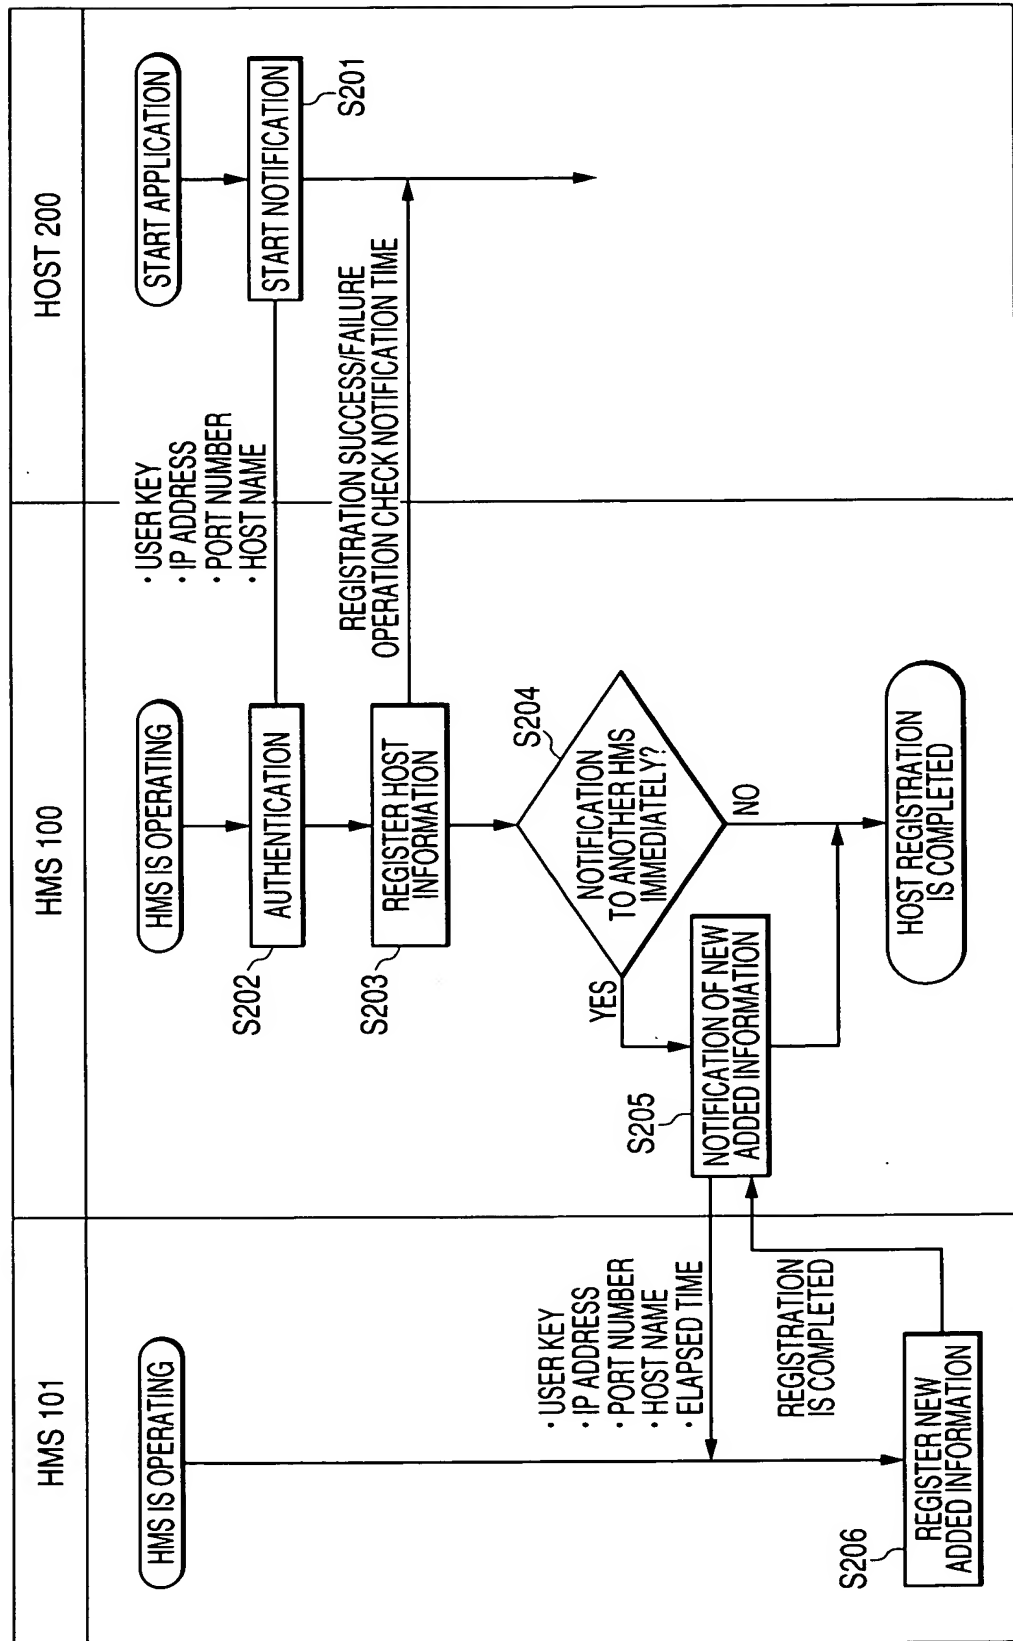 HMS 101
HMS 100
HOST 200
HMS IS OPERATING
HMS IS OPERATING
START APPLICATION
· USER KEY
· IP ADDRESS
· PORT NUMBER
· HOST NAME
START NOTIFICATION
S201
AUTHENTICATION
S202
REGISTER HOST
INFORMATION
S203
REGISTRATION SUCCESS/FAILURE
OPERATION CHECK NOTIFICATION TIME
S204
NOTIFICATION
TO ANOTHER HMS
IMMEDIATELY?
YES
NO
S205
NOTIFICATION OF NEW
ADDED INFORMATION
· USER KEY
· IP ADDRESS
· PORT NUMBER
· HOST NAME
· ELAPSED TIME
REGISTRATION
IS COMPLETED
S206
REGISTER NEW
ADDED INFORMATION
HOST REGISTRATION
IS COMPLETED